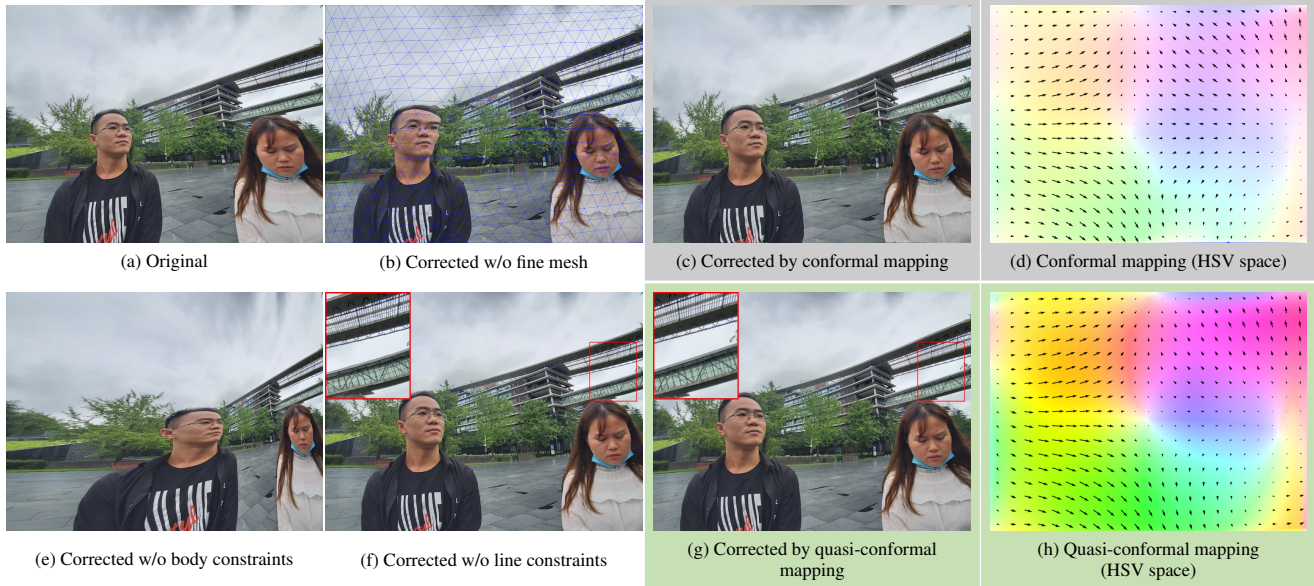 (a) Original
(b) Corrected w/o fine mesh
(c) Corrected by conformal mapping
(d) Conformal mapping (HSV space)
(e) Corrected w/o body constraints
(f) Corrected w/o line constraints
(g) Corrected by quasi-conformal
mapping
(h) Quasi-conformal mapping
(HSV space)